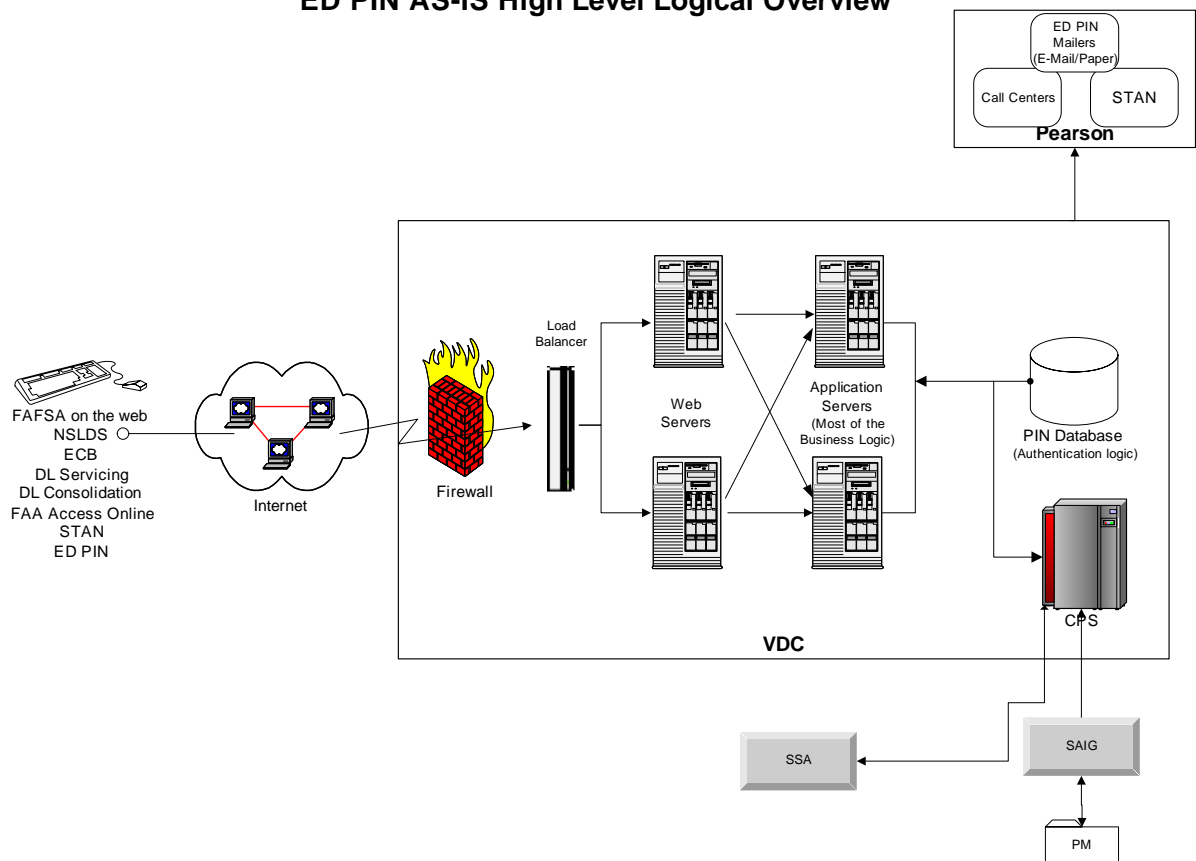 ED PIN AS-IS High Level Logical Overview
ED PIN
Mailers
(E-Mail/Paper)
Call Centers
STAN
Pearson
Load
Balancer
Web
Servers
Application
Servers
(Most of the
Business Logic)
PIN Database
(Authentication logic)
FAFSA on the web
NSLDS
ECB
DL Servicing
DL Consolidation
FAA Access Online
STAN
ED PIN
Internet
Firewall
CPS
VDC
SSA
SAIG
PM